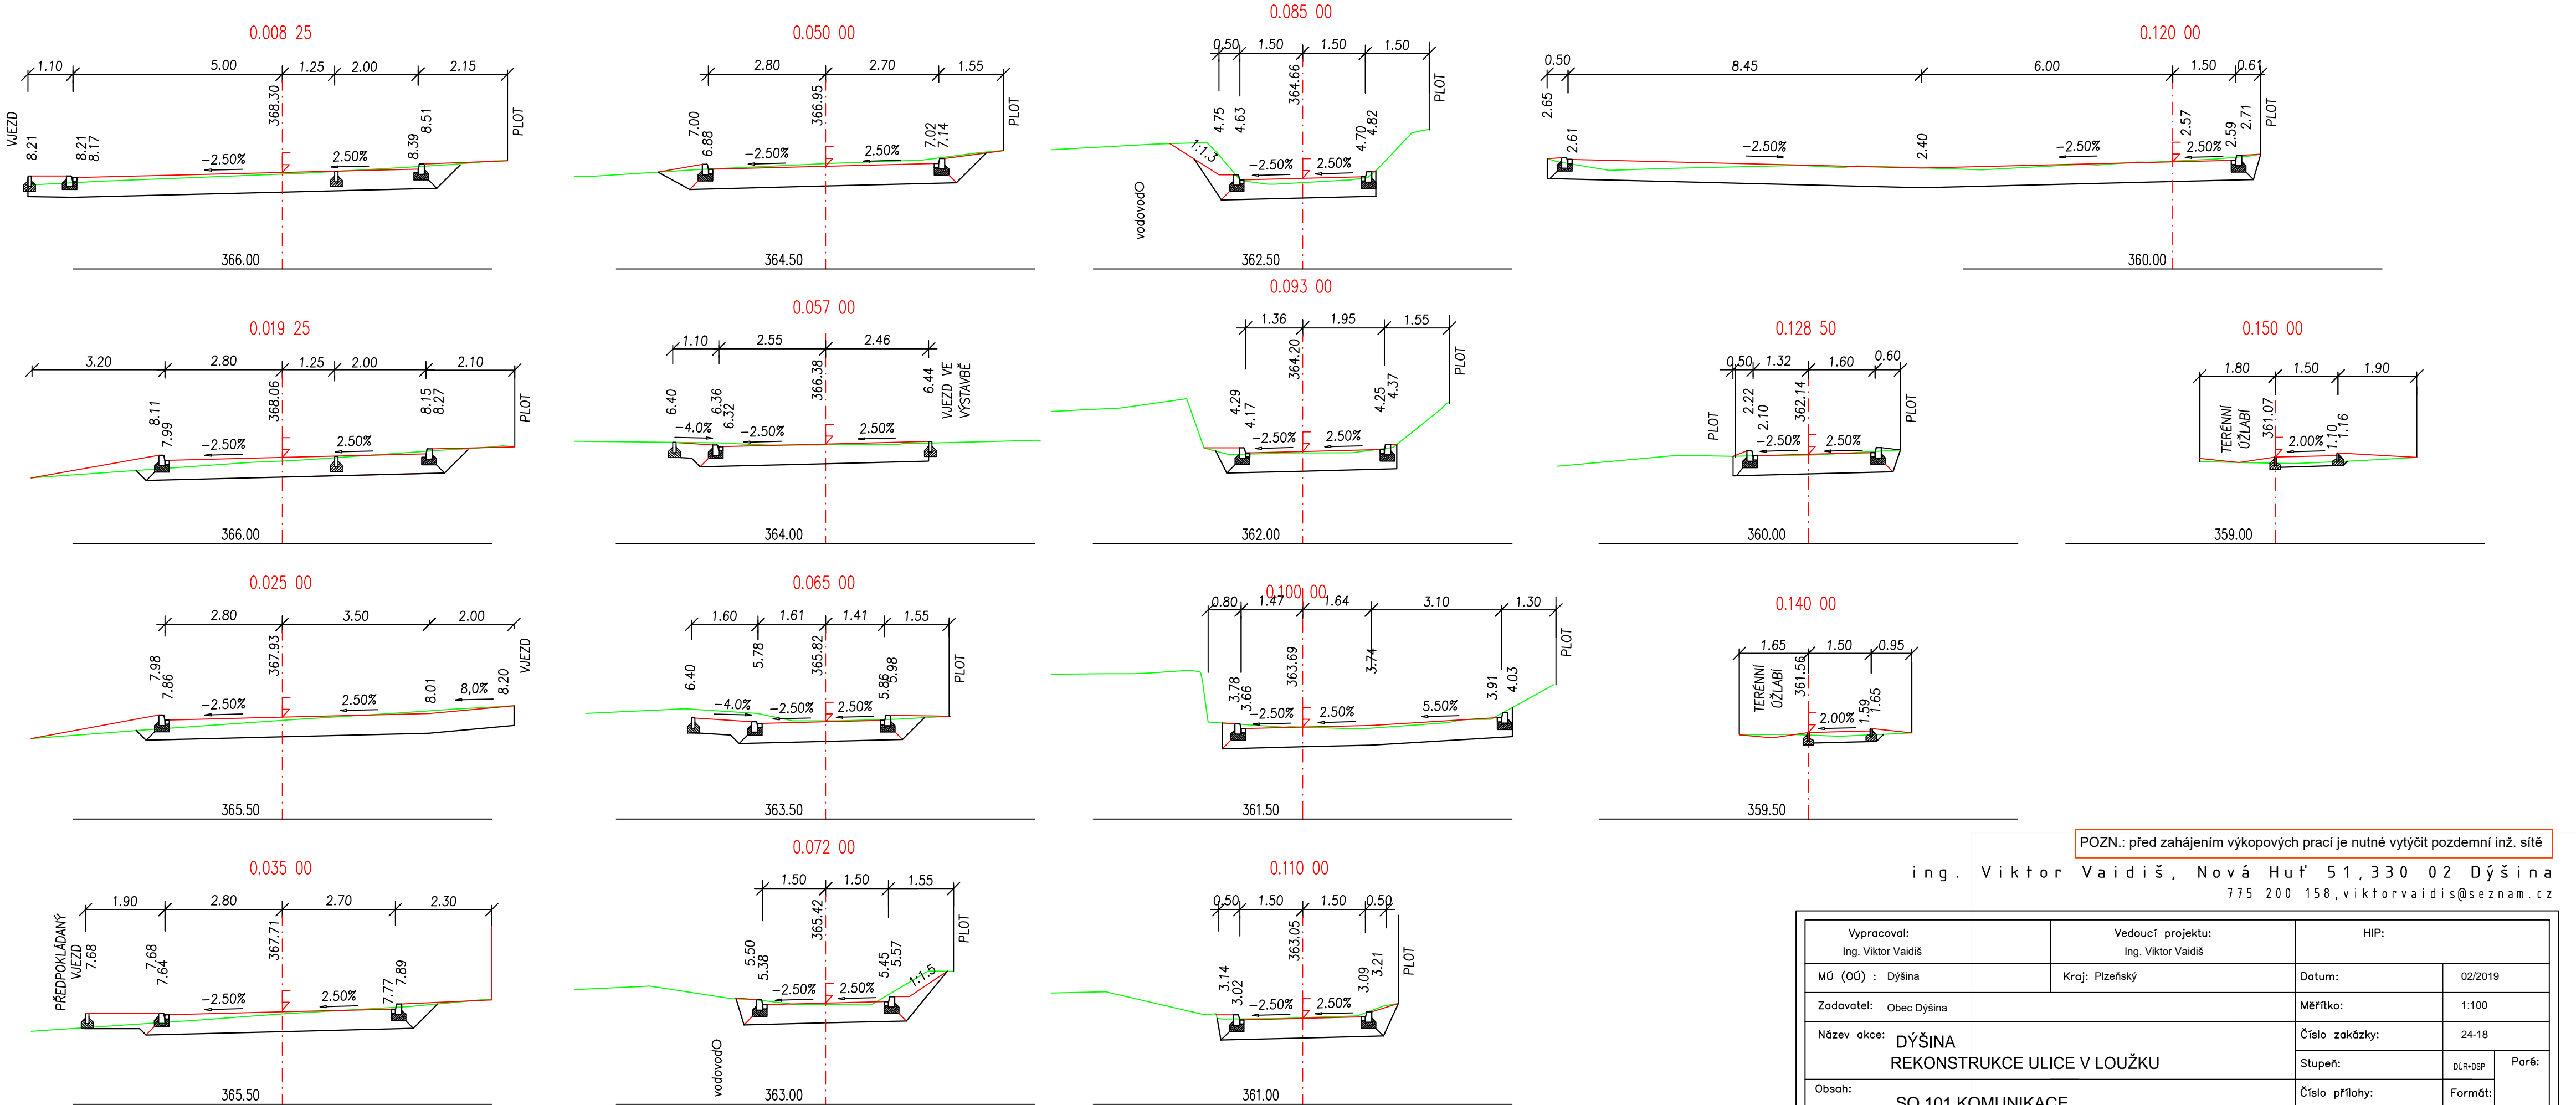 0.008 25
1.10 5.00 1.25 2.00 2.15
VJEZD
8.21 8.21 8.17 368.30 8.39 8.51 PLOT
-2.50% 2.50%
366.00
0.050 00
2.80 2.70 1.55
7.00 6.88 366.95 7.02 7.14 PLOT
-2.50% 2.50%
364.50
0.085 00
0.50 1.50 1.50 1.50
4.75 4.63 364.66 4.70 4.82 PLOT
1:1.3 -2.50% 2.50%
vodovodO
362.50
0.120 00
0.50 8.45 6.00 1.50 0.61
2.65 2.61 2.40 2.57 2.59 2.71 PLOT
-2.50% -2.50% 2.50%
360.00
0.019 25
3.20 2.80 1.25 2.00 2.10
8.11 7.99 368.06 8.15 8.27 PLOT
-2.50% 2.50%
366.00
0.057 00
1.10 2.55 2.46
6.40 6.36 6.32 366.38 6.44 VJEZD VE
VÝSTAVBĚ
-4.0% -2.50% 2.50%
364.00
0.093 00
1.36 1.95 1.55
4.29 4.17 364.20 4.25 4.37 PLOT
-2.50% 2.50%
362.00
0.128 50
0.50 1.32 1.60 0.60
PLOT 2.22 2.10 362.14 PLOT
-2.50% 2.50%
360.00
0.150 00
1.80 1.50 1.90
TERÉNNÍ
ÚŽLABÍ
361.07 1.10 1.16
2.00%
359.00
0.025 00
2.80 3.50 2.00
7.98 7.86 367.93 8.01 8.20 VJEZD
-2.50% 2.50% 8,0%
365.50
0.065 00
1.60 1.61 1.41 1.55
6.40 5.78 365.82 5.86 5.98 PLOT
-4.0% -2.50% 2.50%
363.50
0.100 00
0.80 1.47 1.64 3.10 1.30
3.78 3.66 363.69 3.74 3.91 4.03 PLOT
-2.50% 2.50% 5.50%
361.50
0.140 00
1.65 1.50 0.95
TERÉNNÍ
ÚŽLABÍ
361.56 1.59 1.65
2.00%
359.50
0.035 00
1.90 2.80 2.70 2.30
PŘEDPOKLÁDANÝ
VJEZD
7.68 7.68 7.64 367.71 7.77 7.89
-2.50% 2.50%
365.50
0.072 00
1.50 1.50 1.55
5.50 5.38 365.42 5.45 5.57 PLOT
-2.50% 2.50% 1:1.5
vodovodO
363.00
0.110 00
0.50 1.50 1.50 0.50
3.14 3.02 363.05 3.09 3.21 PLOT
-2.50% 2.50%
361.00
POZN.: před zahájením výkopových prací je nutné vytýčit pozdemní inž. sítě
ing. Viktor Vaidiš, Nová Huť 51,330 02 Dýšina
775 200 158,viktorvaidis@seznam.cz
Vypracoval: Vedoucí projektu: HIP:
Ing. Viktor Vaidiš Ing. Viktor Vaidiš
MÚ (OÚ) : Dýšina Kraj: Plzeňský Datum: 02/2019
Zadavatel: Obec Dýšina Měřítko: 1:100
Název akce: DÝŠINA Číslo zakázky: 24-18
REKONSTRUKCE ULICE V LOUŽKU Stupeň: DÚR+DSP Paré:
Obsah: SO 101 KOMUNIKACE Číslo přílohy: Formát: